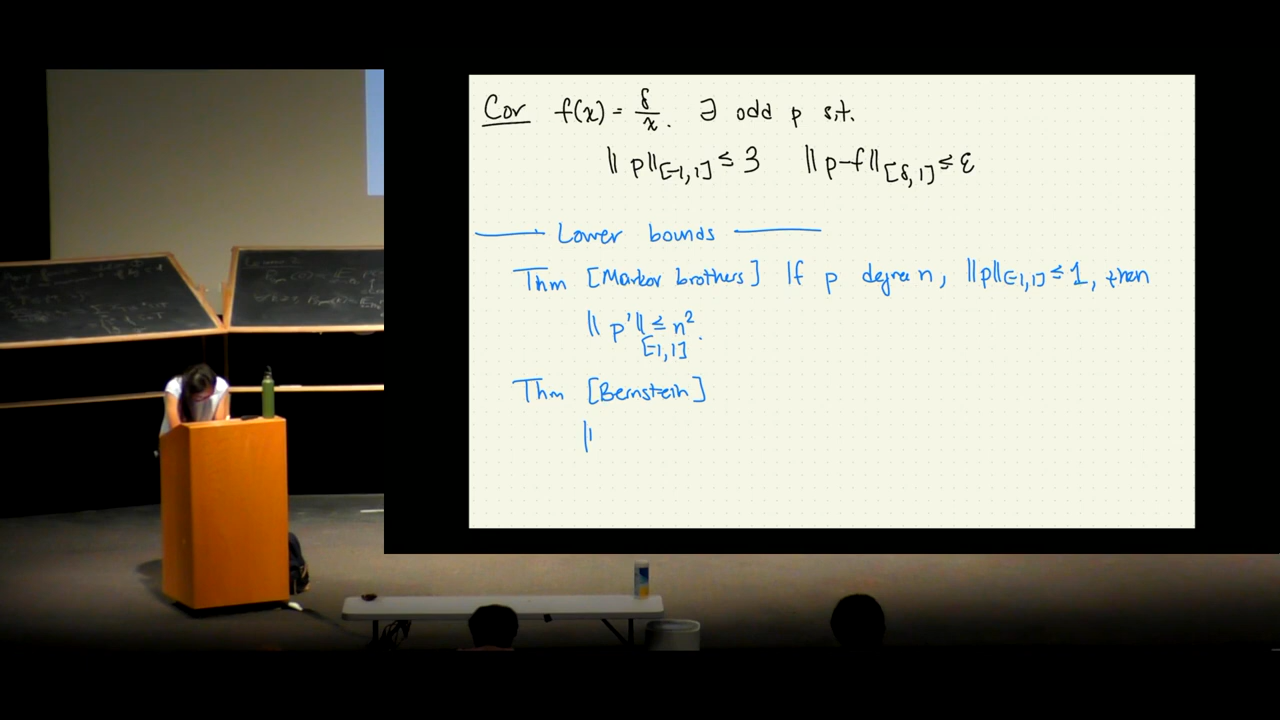 Cor f(x) = δ/x. ∃ odd p s.t.
‖p‖[-1,1] ≤ 3 ‖p-f‖[δ,1] ≤ ε
Lower bounds
Thm [Markov brothers] If p degree n, ‖p‖[-1,1] ≤ 1, then
‖p'‖[-1,1] ≤ n².
Thm [Bernstein]
‖